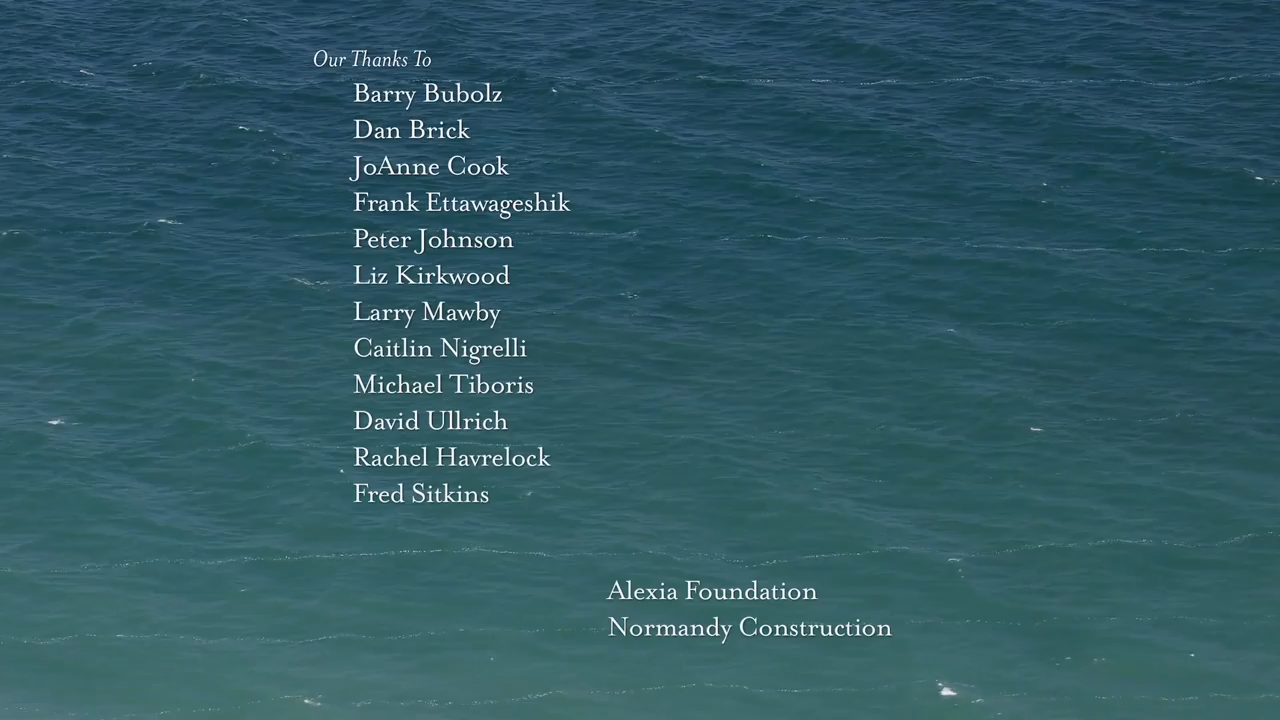 Our Thanks To
Barry Bubolz
Dan Brick
JoAnne Cook
Frank Ettawageshik
Peter Johnson
Liz Kirkwood
Larry Mawby
Caitlin Nigrelli
Michael Tiboris
David Ullrich
Rachel Havrelock
Fred Sitkins
Alexia Foundation
Normandy Construction